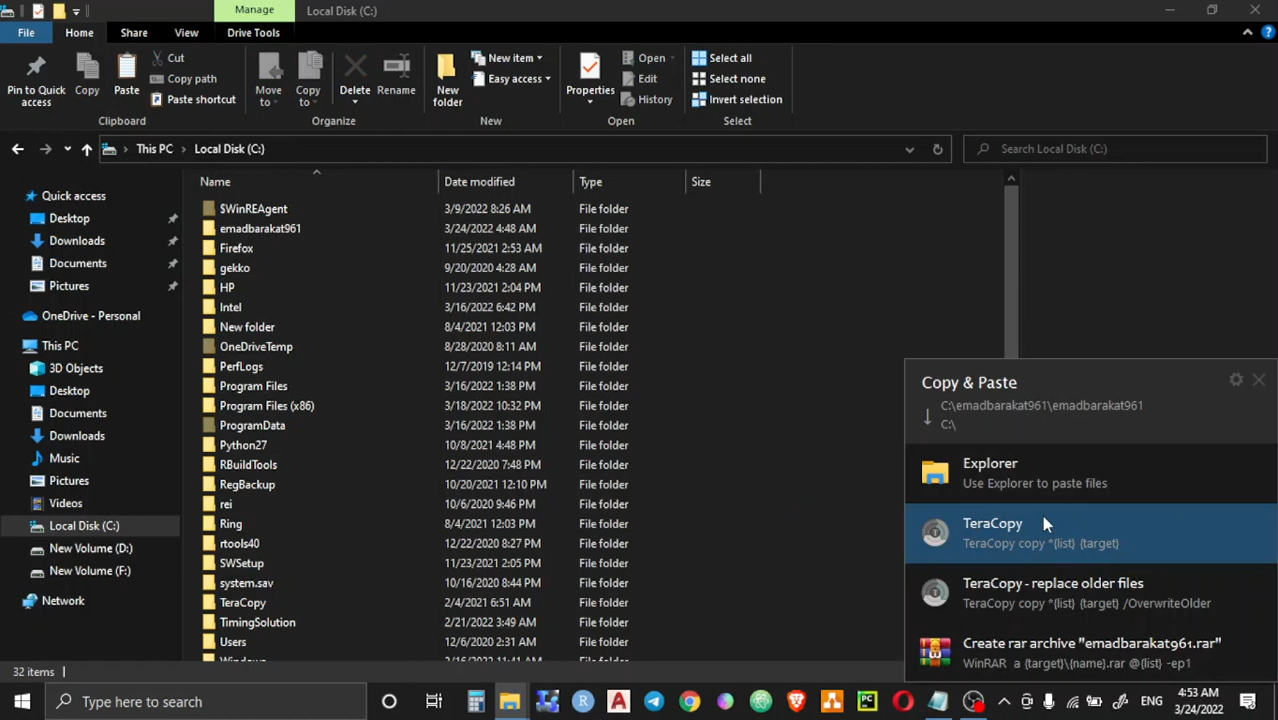 Manage
Local Disk (C:)
File
Home
Share
View
Drive Tools
Pin to Quick access
Copy
Paste
Cut
Copy path
Paste shortcut
Clipboard
Move to
Copy to
Delete
Rename
Organize
New folder
New item
Easy access
New
Properties
Open
Edit
History
Open
Select all
Select none
Invert selection
Select
This PC
Local Disk (C:)
Search Local Disk (C:)
Name
Date modified
Type
Size
Quick access
Desktop
Downloads
Documents
Pictures
OneDrive - Personal
This PC
3D Objects
Desktop
Documents
Downloads
Music
Pictures
Videos
Local Disk (C:)
New Volume (D:)
New Volume (F:)
Network
$WinREAgent 3/9/2022 8:26 AM File folder
emadbarakat961 3/24/2022 4:48 AM File folder
Firefox 11/25/2021 2:53 AM File folder
gekko 9/20/2020 4:28 AM File folder
HP 11/23/2021 2:04 PM File folder
Intel 3/16/2022 6:42 PM File folder
New folder 8/4/2021 12:03 PM File folder
OneDriveTemp 8/28/2020 8:11 AM File folder
PerfLogs 12/7/2019 12:14 PM File folder
Program Files 3/16/2022 1:38 PM File folder
Program Files (x86) 3/18/2022 10:32 PM File folder
ProgramData 3/16/2022 1:38 PM File folder
Python27 10/8/2021 4:48 PM File folder
RBuildTools 12/22/2020 7:48 PM File folder
RegBackup 10/21/2020 12:10 PM File folder
rei 10/6/2020 9:46 PM File folder
Ring 8/4/2021 12:03 PM File folder
rtools40 12/22/2020 8:27 PM File folder
SWSetup 11/23/2021 2:05 PM File folder
system.sav 10/16/2020 8:44 PM File folder
TeraCopy 2/4/2021 6:51 AM File folder
TimingSolution 2/21/2022 3:49 AM File folder
Users 12/6/2020 2:31 AM File folder
Copy & Paste
C:\emadbarakat961\emadbarakat961
C:\
Explorer
Use Explorer to paste files
TeraCopy
TeraCopy copy *{list} {target}
TeraCopy - replace older files
TeraCopy copy *{list} {target} /OverwriteOlder
Create rar archive "emadbarakat961.rar"
WinRAR a {target}\{name}.rar @{list} -ep1
32 items
Type here to search
ENG
4:53 AM
3/24/2022